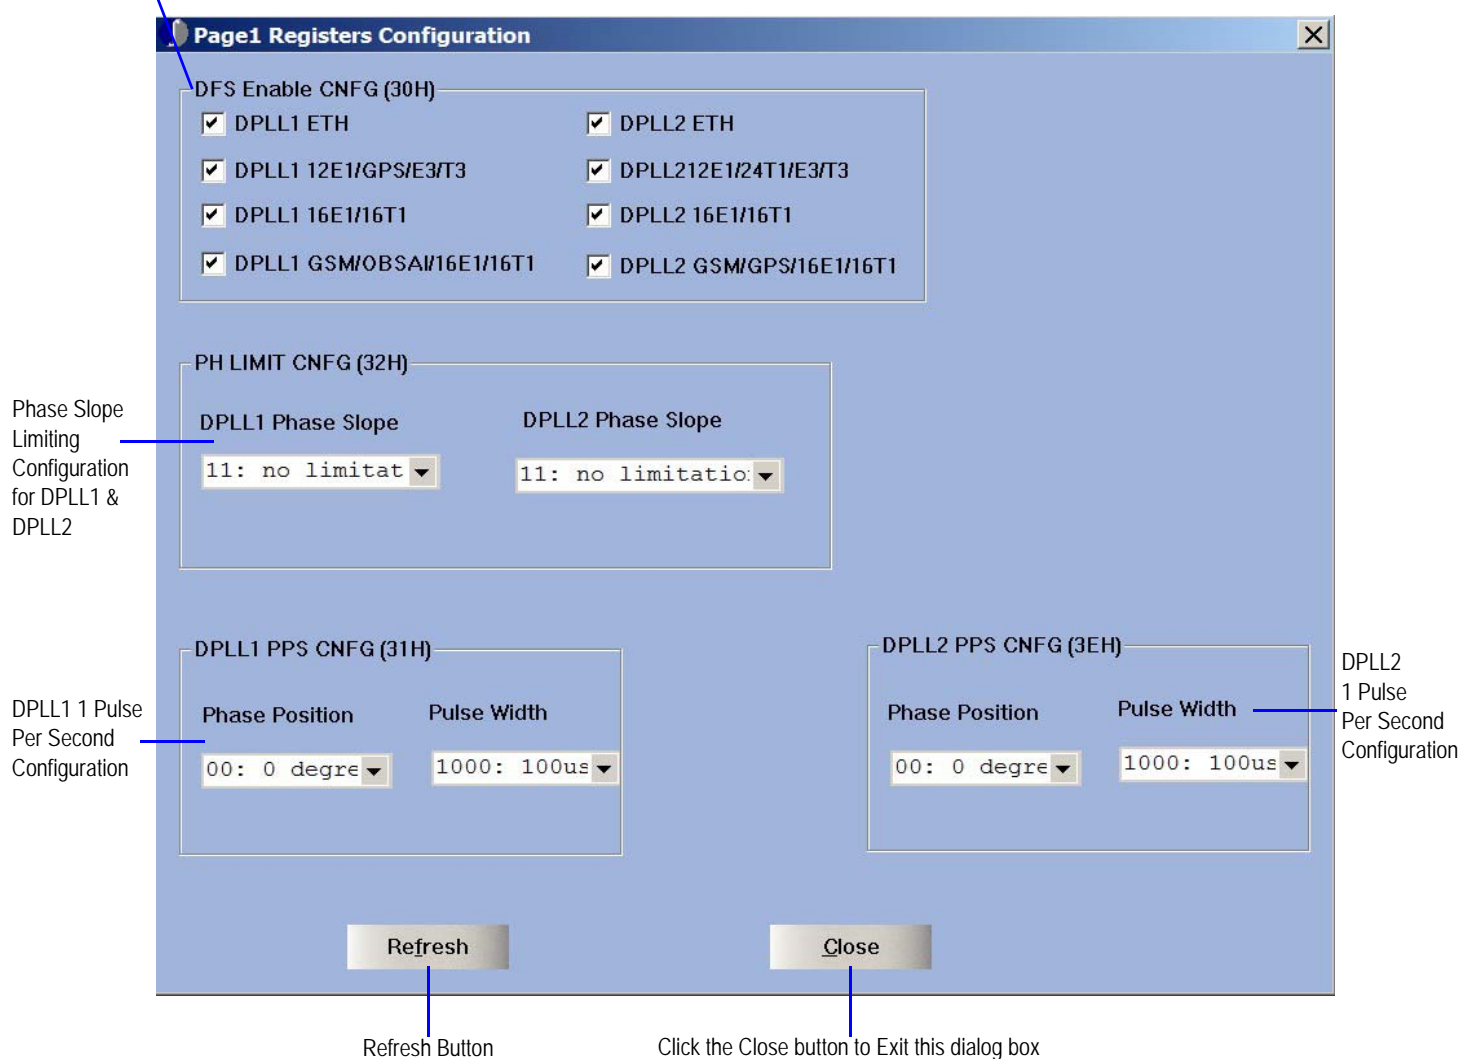 Page1 Registers Configuration
DFS Enable CNFG (30H)
DPLL1 ETH
DPLL2 ETH
DPLL1 12E1/GPS/E3/T3
DPLL212E1/24T1/E3/T3
DPLL1 16E1/16T1
DPLL2 16E1/16T1
DPLL1 GSM/OBSAI/16E1/16T1
DPLL2 GSM/GPS/16E1/16T1
PH LIMIT CNFG (32H)
Phase Slope
Limiting
Configuration
for DPLL1 &
DPLL2
DPLL1 Phase Slope
DPLL2 Phase Slope
11: no limitat
11: no limitatio
DPLL1 PPS CNFG (31H)
DPLL2 PPS CNFG (3EH)
DPLL1 1 Pulse
Per Second
Configuration
Phase Position
Pulse Width
00: 0 degre
1000: 100us
Phase Position
Pulse Width
00: 0 degre
1000: 100us
DPLL2
1 Pulse
Per Second
Configuration
Refresh
Close
Refresh Button
Click the Close button to Exit this dialog box